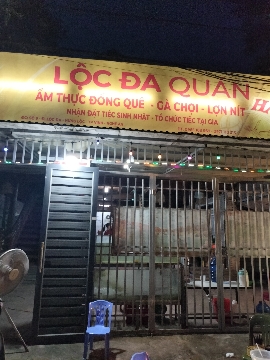 LỘC ĐA QUÁN
ẨM THỰC ĐỒNG QUÊ - GÀ CHỌI - LỢN NÍT
NHẬN ĐẶT TIỆC SINH NHẬT - TỔ CHỨC TIỆC TẠI GIA